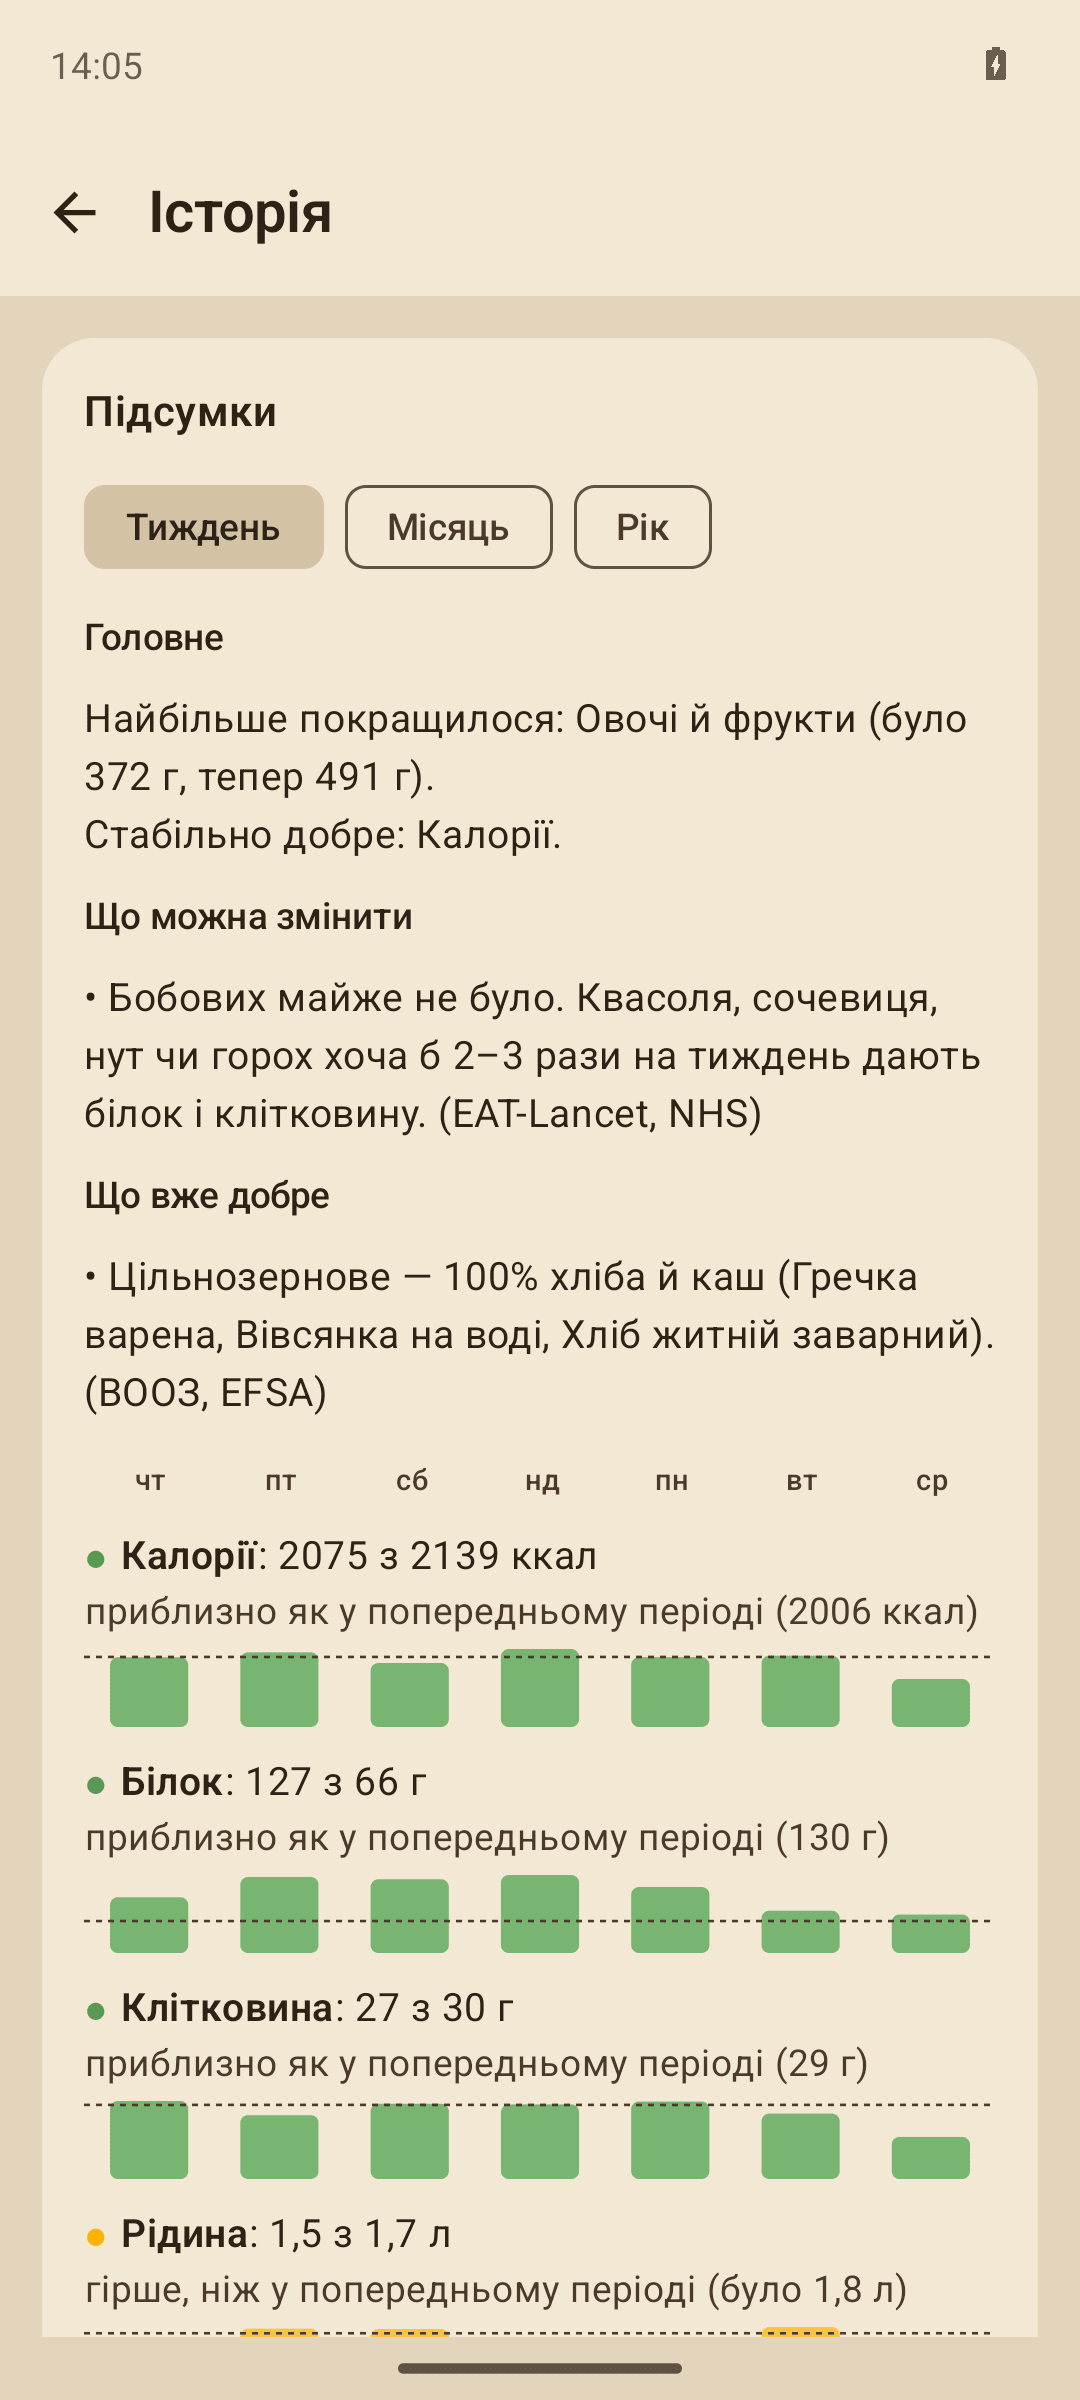 14:05
Історія
Підсумки
Тиждень
Місяць
Рік
Головне
Найбільше покращилося: Овочі й фрукти (було
372 г, тепер 491 г).
Стабільно добре: Калорії.
Що можна змінити
• Бобових майже не було. Квасоля, сочевиця,
нут чи горох хоча б 2–3 рази на тиждень дають
білок і клітковину. (EAT-Lancet, NHS)
Що вже добре
• Цільнозернове — 100% хліба й каш (Гречка
варена, Вівсянка на воді, Хліб житній заварний).
(ВООЗ, EFSA)
чт пт сб нд пн вт ср
Калорії: 2075 з 2139 ккал
приблизно як у попередньому періоді (2006 ккал)
Білок: 127 з 66 г
приблизно як у попередньому періоді (130 г)
Клітковина: 27 з 30 г
приблизно як у попередньому періоді (29 г)
Рідина: 1,5 з 1,7 л
гірше, ніж у попередньому періоді (було 1,8 л)